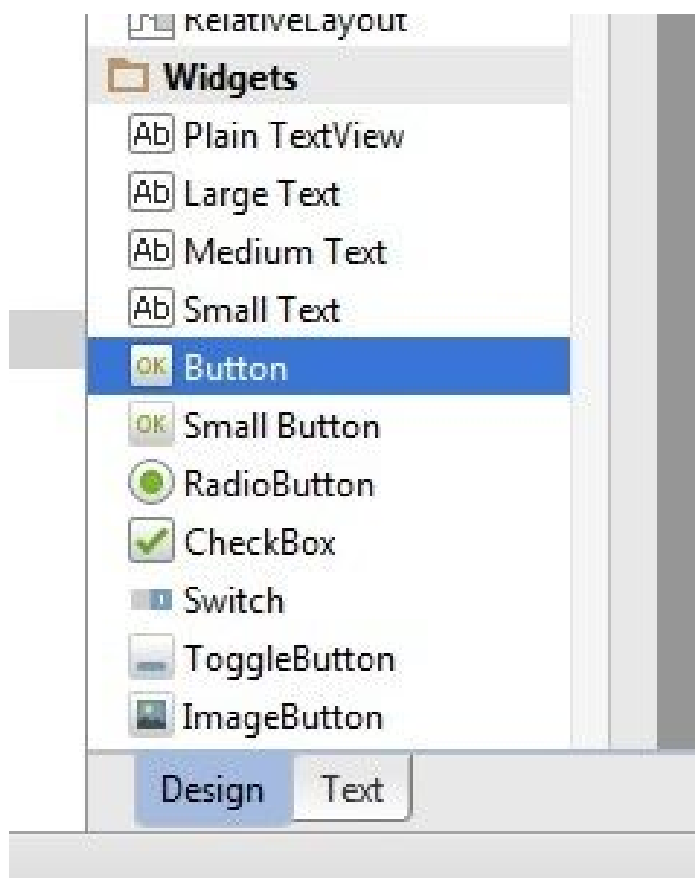 RelativeLayout
Widgets
Ab Plain TextView
Ab Large Text
Ab Medium Text
Ab Small Text
OK Button
OK Small Button
RadioButton
CheckBox
Switch
ToggleButton
ImageButton
Design Text